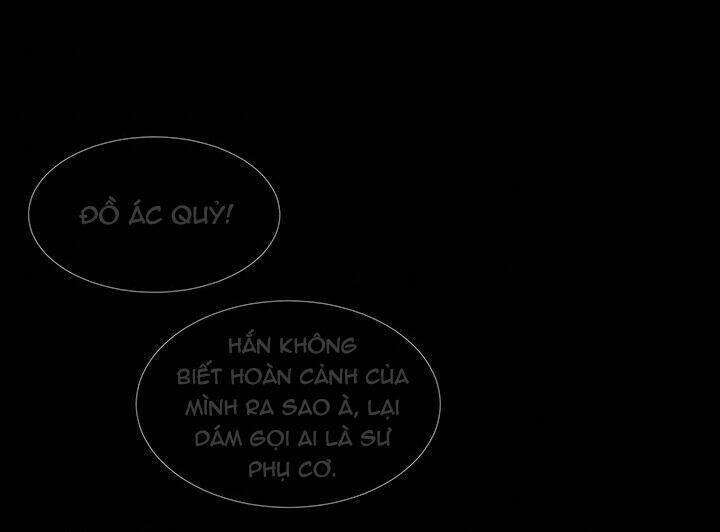 ĐỒ ÁC QUỶ!
HẮN KHÔNG
BIẾT HOÀN CẢNH CỦA
MÌNH RA SAO À, LẠI
DÁM GỌI AI LÀ SƯ
PHỤ CƠ.